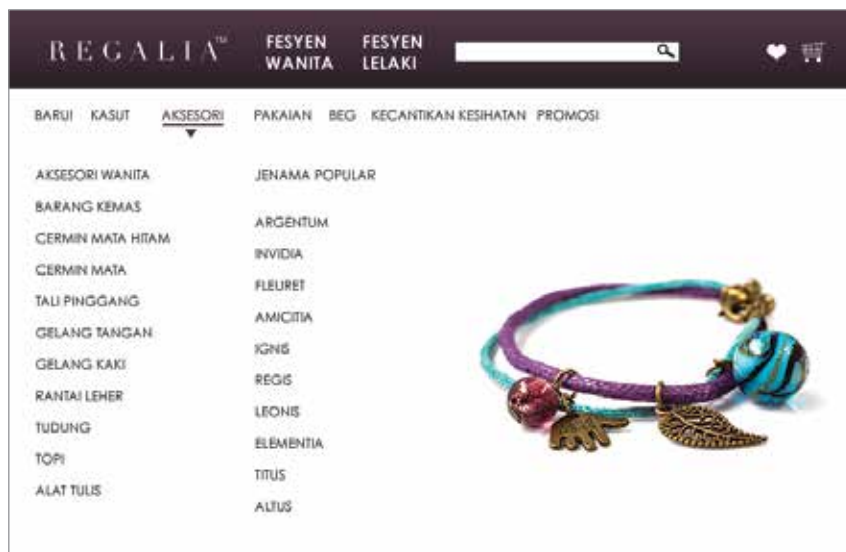 REGALIA™
FESYEN
WANITA
FESYEN
LELAKI
BARU! KASUT AKSESORI PAKAIAN BEG KECANTIKAN KESIHATAN PROMOSI
AKSESORI WANITA
BARANG KEMAS
CERMIN MATA HITAM
CERMIN MATA
TALI PINGGANG
GELANG TANGAN
GELANG KAKI
RANTAI LEHER
TUDUNG
TOPI
ALAT TULIS
JENAMA POPULAR
ARGENTUM
INVIDIA
FLEURET
AMICITIA
IGNIS
REGIS
LEONIS
ELEMENTIA
TITUS
ALTUS